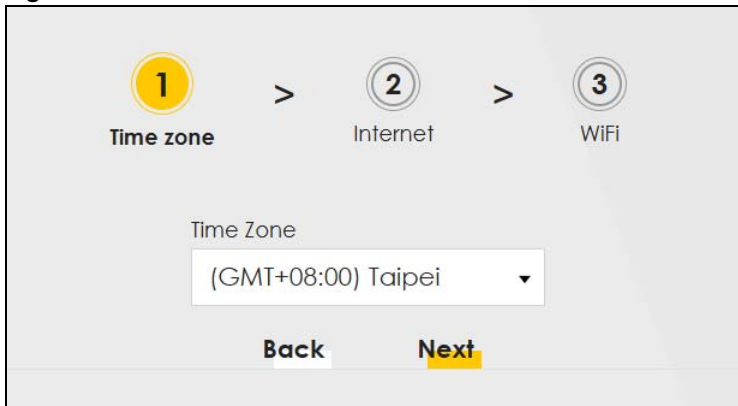 1 > 2 > 3
Time zone Internet WiFi
Time Zone
(GMT+08:00) Taipei
Back Next